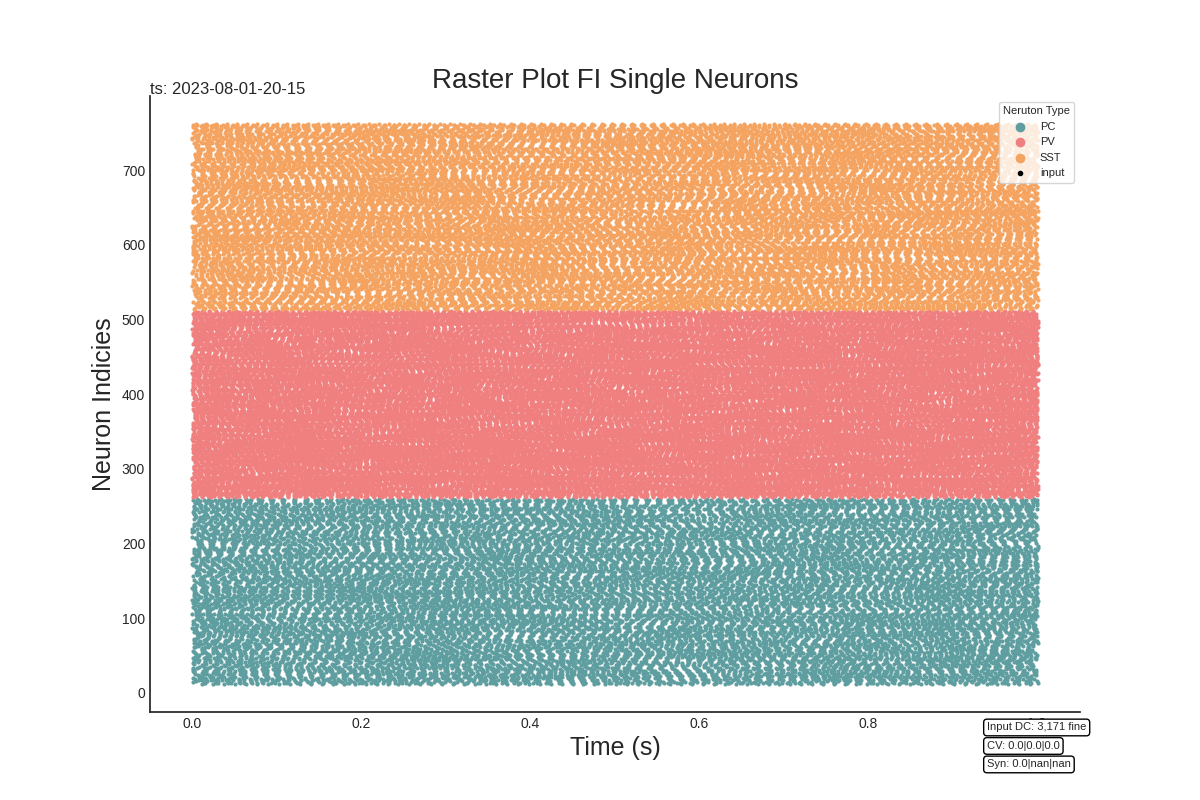 Raster Plot FI Single Neurons
ts: 2023-08-01-20-15
Neruton Type
PC
PV
SST
input
Neuron Indicies
700
600
500
400
300
200
100
0
0.0 0.2 0.4 0.6 0.8
Time (s)
Input DC: 3,171 fine
CV: 0.0|0.0|0.0
Syn: 0.0|nan|nan